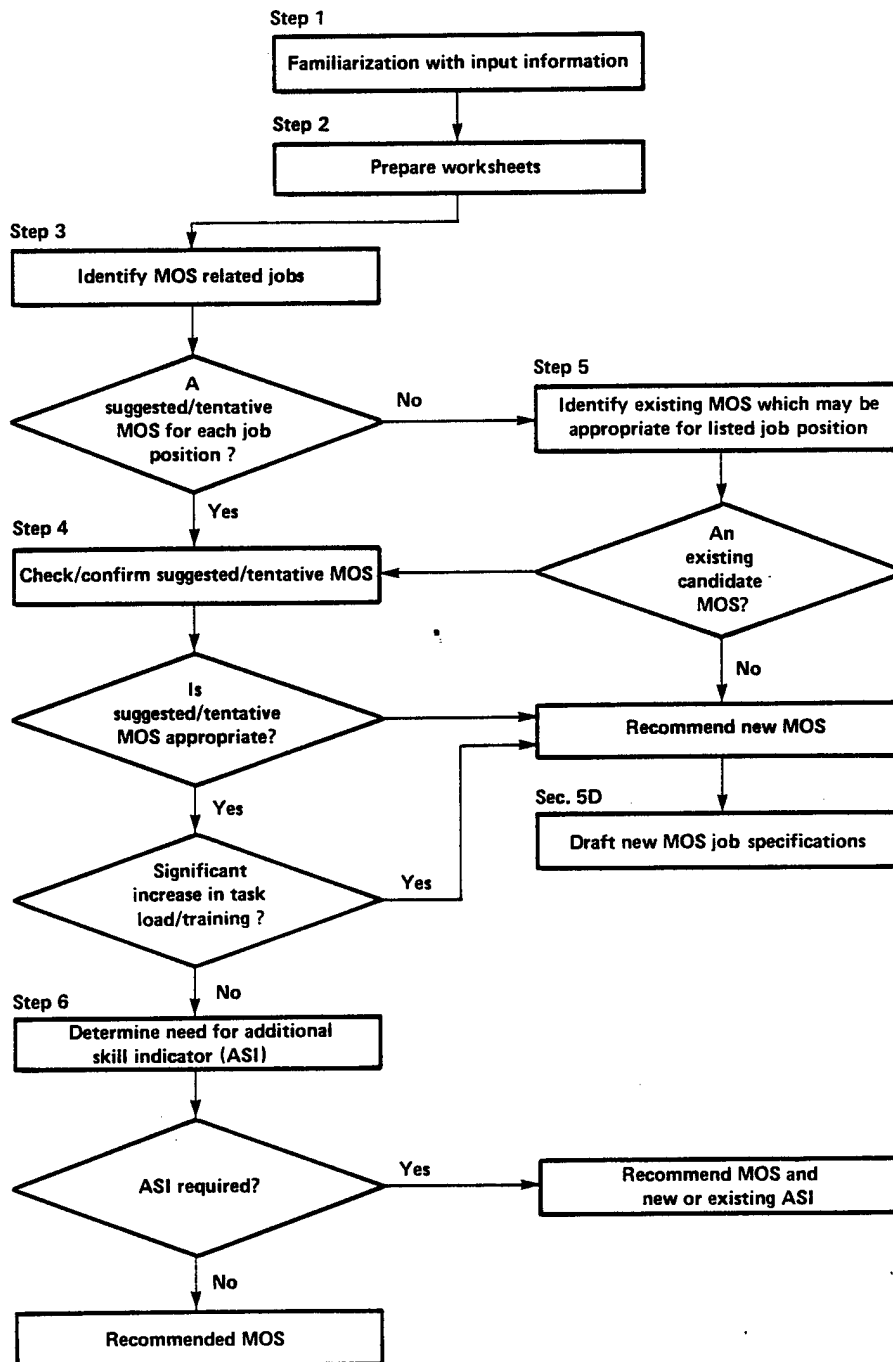 Step 1
Familiarization with input information
Step 2
Prepare worksheets
Step 3
Identify MOS related jobs
A
suggested/tentative
MOS for each job
position ?
No
Step 5
Identify existing MOS which may be
appropriate for listed job position
Yes
Step 4
Check/confirm suggested/tentative MOS
An
existing
candidate
MOS?
No
Is
suggested/tentative
MOS appropriate?
Recommend new MOS
Yes
Sec. 5D
Draft new MOS job specifications
Significant
increase in task
load/training ?
Yes
No
Step 6
Determine need for additional
skill indicator (ASI)
ASI required?
Yes
Recommend MOS and
new or existing ASI
No
Recommended MOS